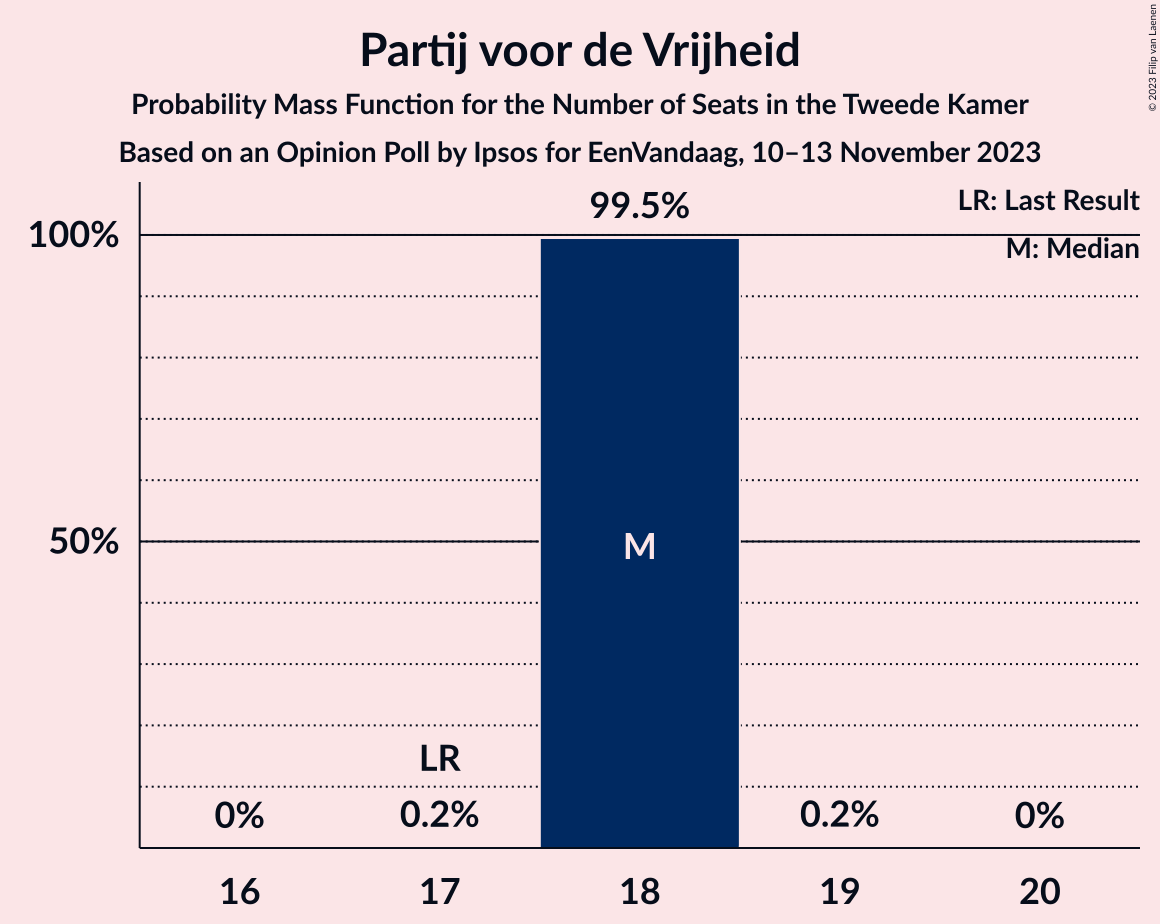 Partij voor de Vrijheid
Probability Mass Function for the Number of Seats in the Tweede Kamer
Based on an Opinion Poll by Ipsos for EenVandaag, 10–13 November 2023
© 2023 Filip van Laenen
LR: Last Result
M: Median
99.5%
100%
50%
M
LR
0%
0.2%
0.2%
0%
16
17
18
19
20